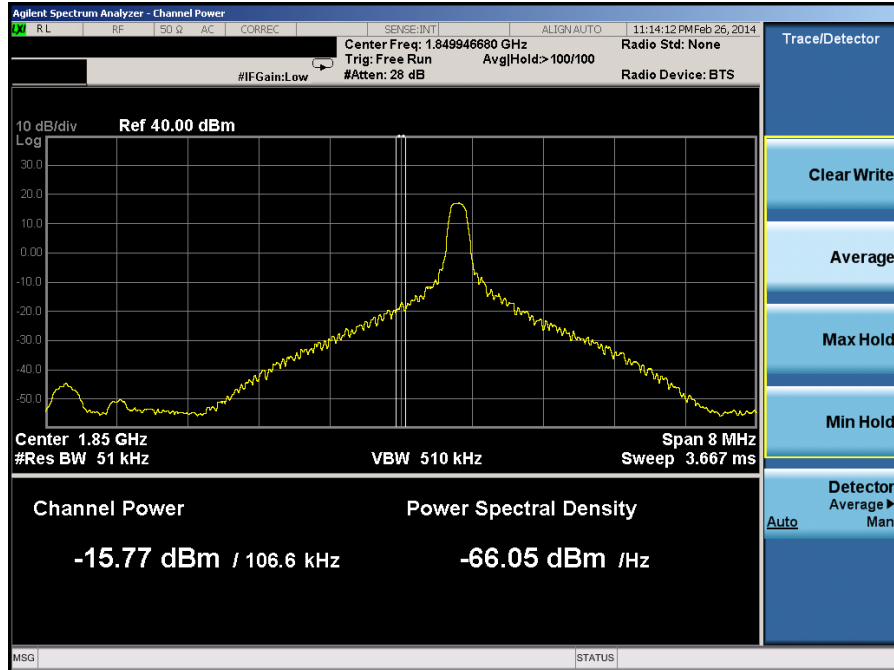 Agilent Spectrum Analyzer - Channel Power
LXI RL RF 50 Ω AC CORREC SENSE:INT ALIGN AUTO 11:14:12 PM Feb 26, 2014
Center Freq: 1.849946680 GHz Radio Std: None
Trig: Free Run Avg|Hold:>100/100
#IFGain:Low #Atten: 28 dB Radio Device: BTS
Trace/Detector
10 dB/div Ref 40.00 dBm
Log
30.0
20.0
10.0
0.00
-10.0
-20.0
-30.0
-40.0
-50.0
Center 1.85 GHz Span 8 MHz
#Res BW 51 kHz VBW 510 kHz Sweep 3.667 ms
Channel Power Power Spectral Density
-15.77 dBm / 106.6 kHz -66.05 dBm /Hz
Clear Write
Average
Max Hold
Min Hold
Detector
Average▶
Auto Man
MSG STATUS